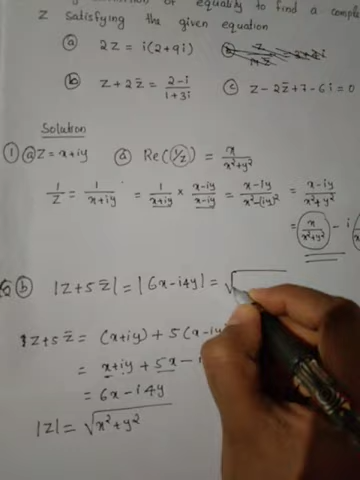 of equality to find a comple
Z satisfying the given equation
(a) 2Z = i(2+9i)
(b) Z + 2z̄ = (2-i)/(1+3i) (c) Z - 2z̄ + 7 - 6i = 0
Solution
(1) (a) Z = x+iy (a) Re(1/z) = x/(x²+y²)
1/z = 1/(x+iy) = 1/(x+iy) × (x-iy)/(x-iy) = (x-iy)/(x²-(iy)²) = (x-iy)/(x²+y²)
= x/(x²+y²) - i
(b) |Z+5z̄| = |6x-i4y| = √
Z+5z̄ = (x+iy) + 5(x-iy
= x+iy + 5x - i
= 6x - i4y
|Z| = √(x²+y²)